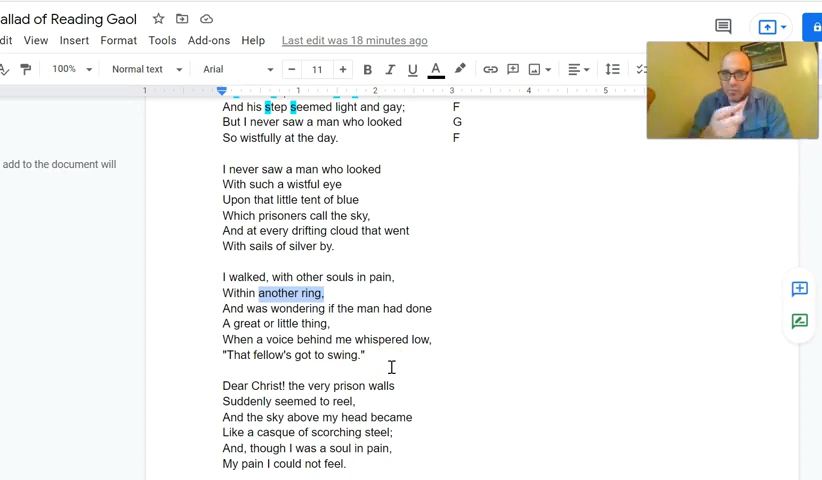 allad of Reading Gaol
dit View Insert Format Tools Add-ons Help Last edit was 18 minutes ago
100% Normal text Arial 11 B I U A
1 1 2 3 4 5
add to the document will
And his step seemed light and gay; F
But I never saw a man who looked G
So wistfully at the day. F
I never saw a man who looked
With such a wistful eye
Upon that little tent of blue
Which prisoners call the sky,
And at every drifting cloud that went
With sails of silver by.
I walked, with other souls in pain,
Within another ring,
And was wondering if the man had done
A great or little thing,
When a voice behind me whispered low,
"That fellow's got to swing."
Dear Christ! the very prison walls
Suddenly seemed to reel,
And the sky above my head became
Like a casque of scorching steel;
And, though I was a soul in pain,
My pain I could not feel.